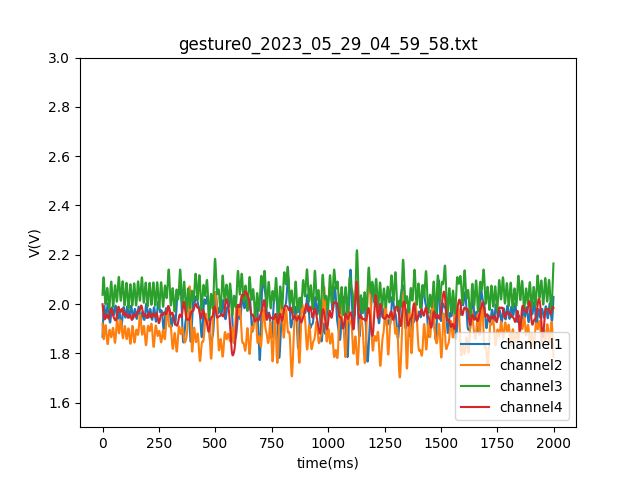 gesture0_2023_05_29_04_59_58.txt
3.0
2.8
2.6
2.4
2.2
2.0
1.8
1.6
V(V)
channel1
channel2
channel3
channel4
0 250 500 750 1000 1250 1500 1750 2000
time(ms)